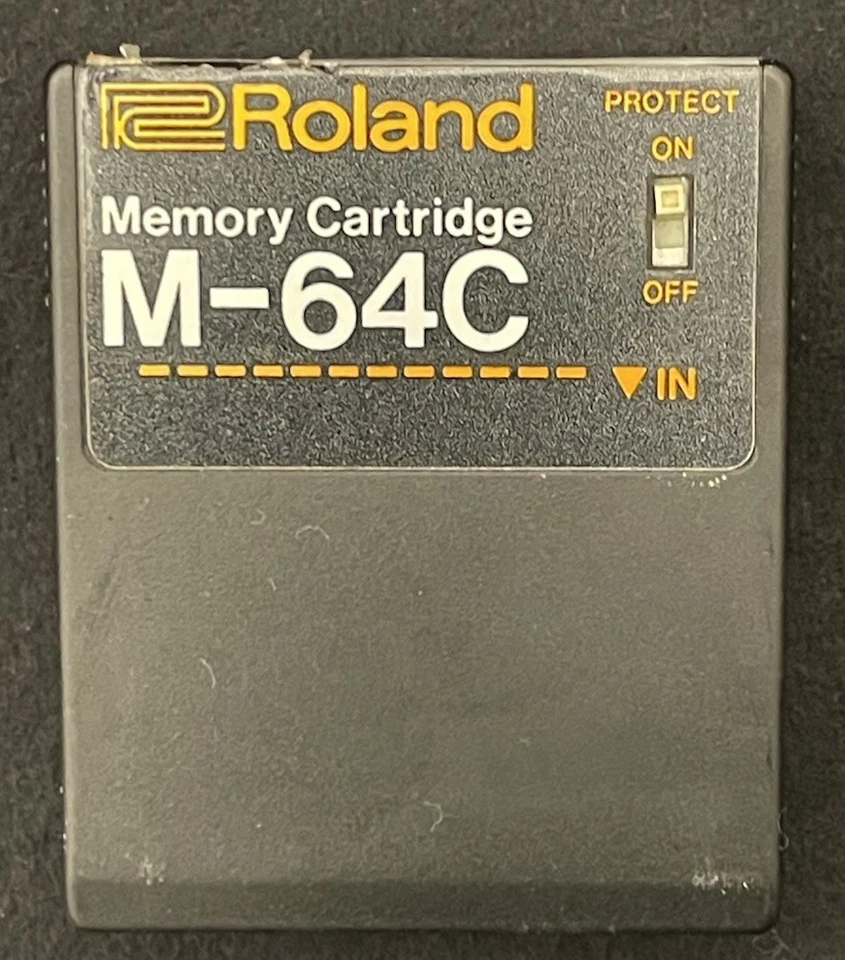 Roland
PROTECT
ON
OFF
Memory Cartridge
M-64C
▼IN